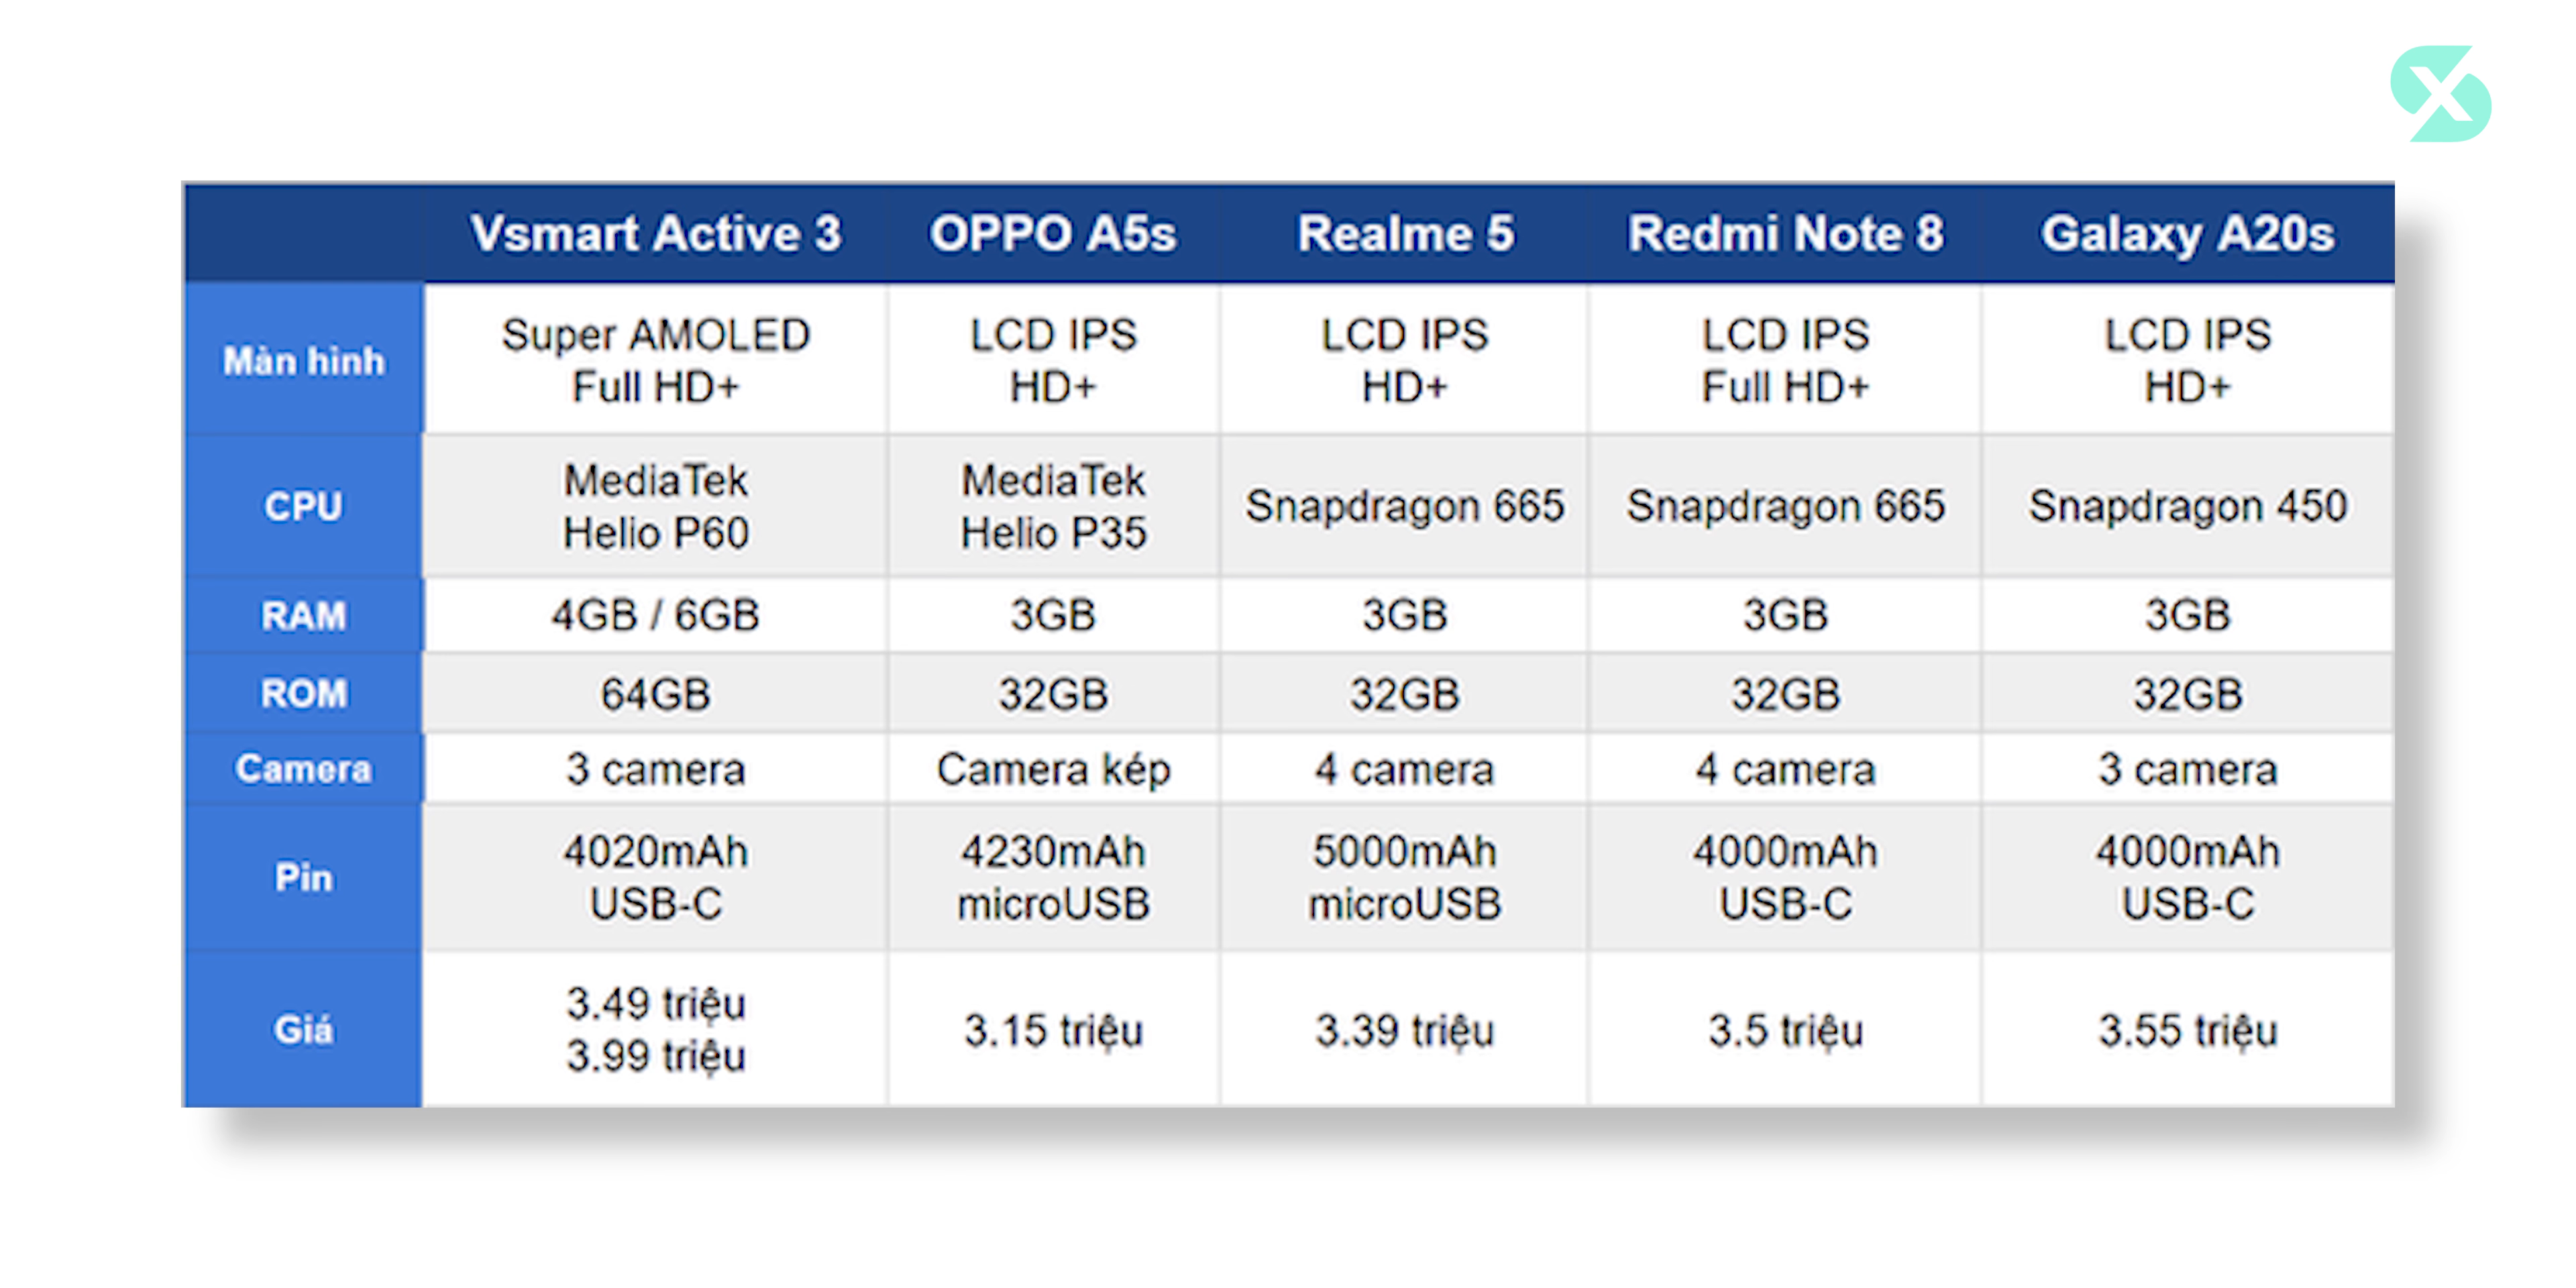 Vsmart Active 3 OPPO A5s Realme 5 Redmi Note 8 Galaxy A20s
Màn hình Super AMOLED Full HD+ LCD IPS HD+ LCD IPS HD+ LCD IPS Full HD+ LCD IPS HD+
CPU MediaTek Helio P60 MediaTek Helio P35 Snapdragon 665 Snapdragon 665 Snapdragon 450
RAM 4GB / 6GB 3GB 3GB 3GB 3GB
ROM 64GB 32GB 32GB 32GB 32GB
Camera 3 camera Camera kép 4 camera 4 camera 3 camera
Pin 4020mAh USB-C 4230mAh microUSB 5000mAh microUSB 4000mAh USB-C 4000mAh USB-C
Giá 3.49 triệu 3.99 triệu 3.15 triệu 3.39 triệu 3.5 triệu 3.55 triệu